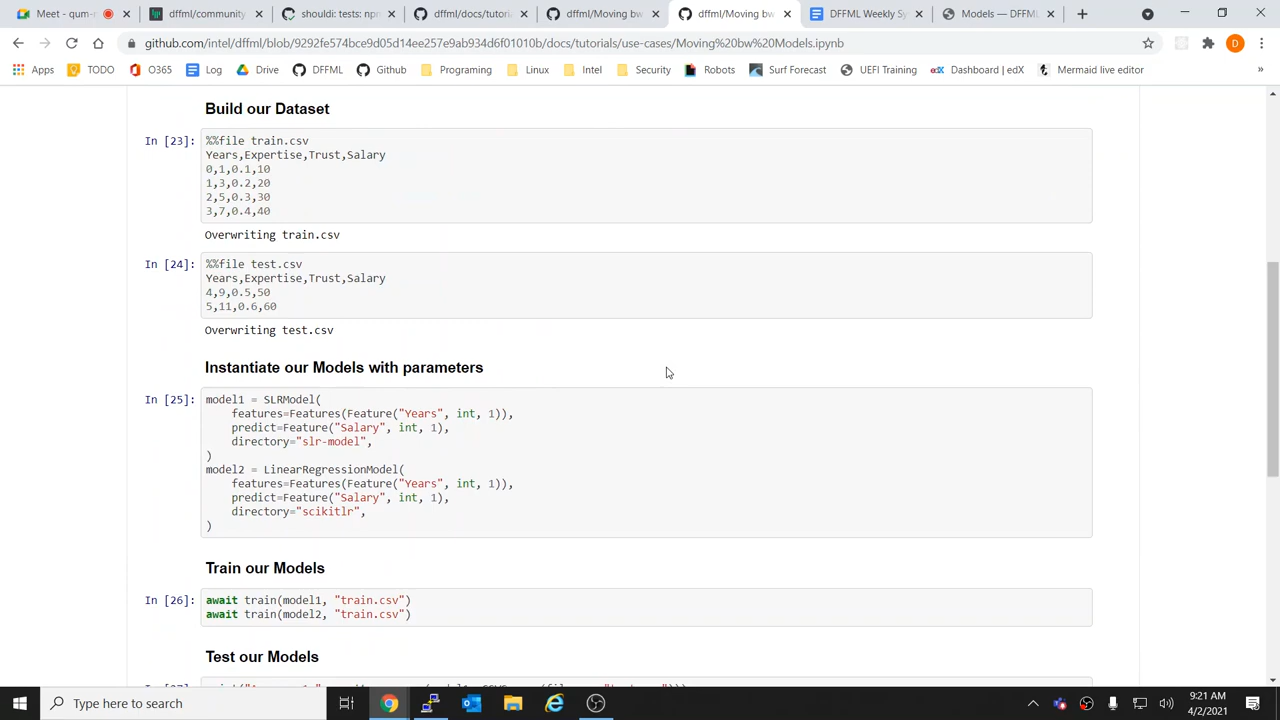 Meet - qum-r
dffml/community
shouldi: tests: npm
dffml/docs/tutoria
dffml/Moving bw
dffml/Moving bw
DFFML Weekly Sy
Models — DFFML
github.com/intel/dffml/blob/9292fe574bce9d05d14ee257e9ab953d6f01010b/docs/tutorials/use-cases/Moving%20bw%20Models.ipynb
Apps
TODO
O365
Log
Drive
DFFML
Github
Programing
Linux
Intel
Security
Robots
Surf Forecast
UEFI Training
Dashboard | edX
Mermaid live editor
»
Build our Dataset
In [23]:
%%file train.csv
Years,Expertise,Trust,Salary
0,1,0.1,10
1,3,0.2,20
2,5,0.3,30
3,7,0.4,40
Overwriting train.csv
In [24]:
%%file test.csv
Years,Expertise,Trust,Salary
4,9,0.5,50
5,11,0.6,60
Overwriting test.csv
Instantiate our Models with parameters
In [25]:
model1 = SLRModel(
features=Features(Feature("Years", int, 1)),
predict=Feature("Salary", int, 1),
directory="slr-model",
)
model2 = LinearRegressionModel(
features=Features(Feature("Years", int, 1)),
predict=Feature("Salary", int, 1),
directory="scikitlr",
)
Train our Models
In [26]:
await train(model1, "train.csv")
await train(model2, "train.csv")
Test our Models
Type here to search
9:21 AM
4/2/2021